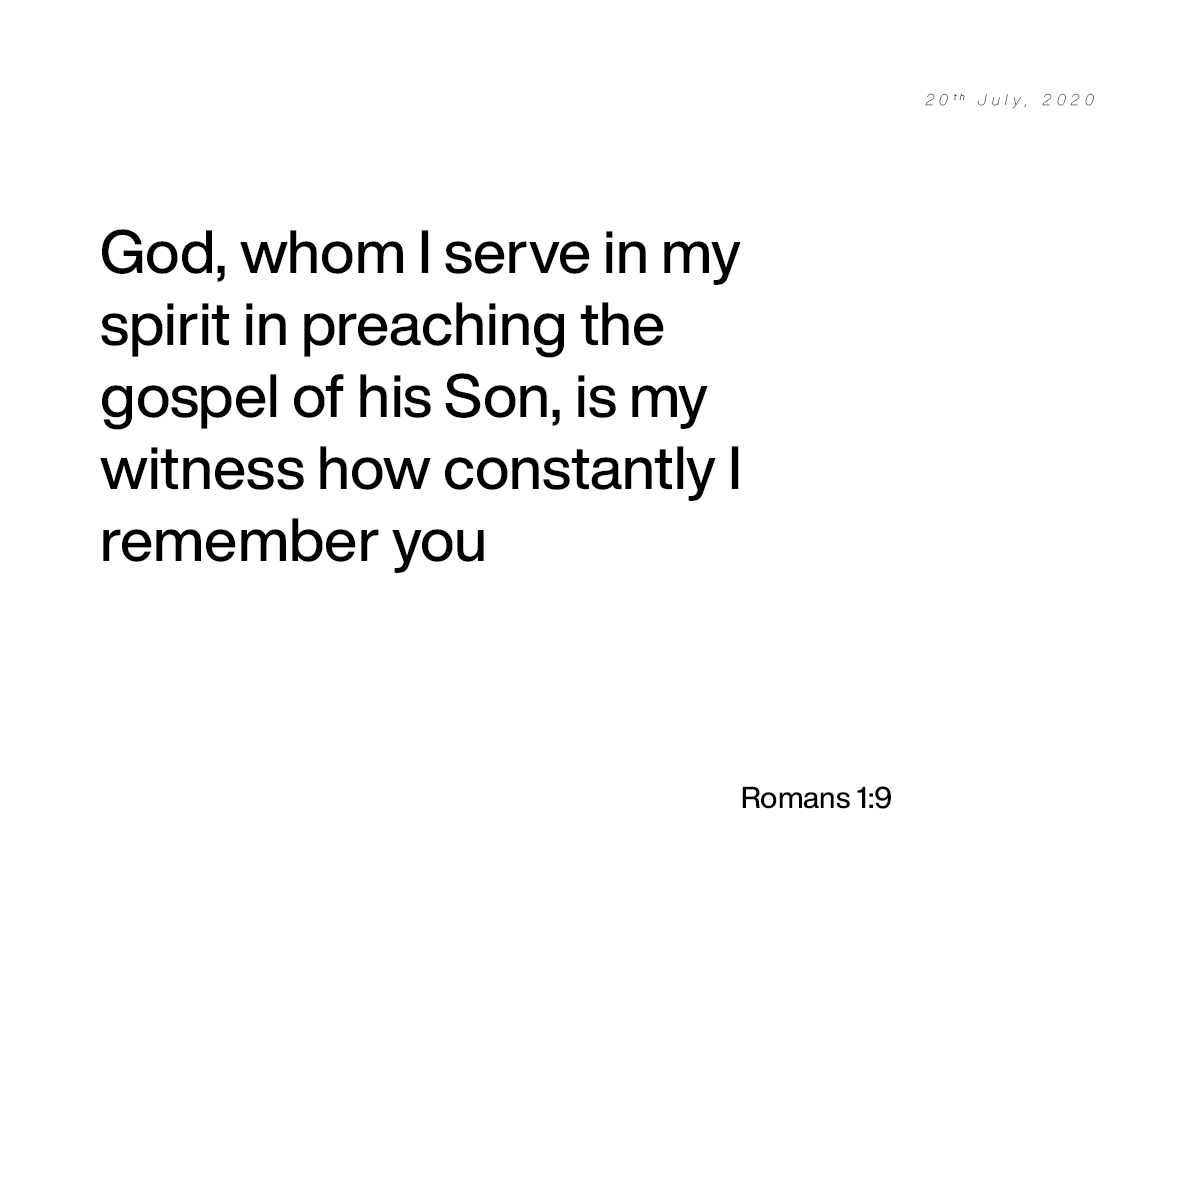 20th July, 2020
God, whom I serve in my
spirit in preaching the
gospel of his Son, is my
witness how constantly I
remember you
Romans 1:9